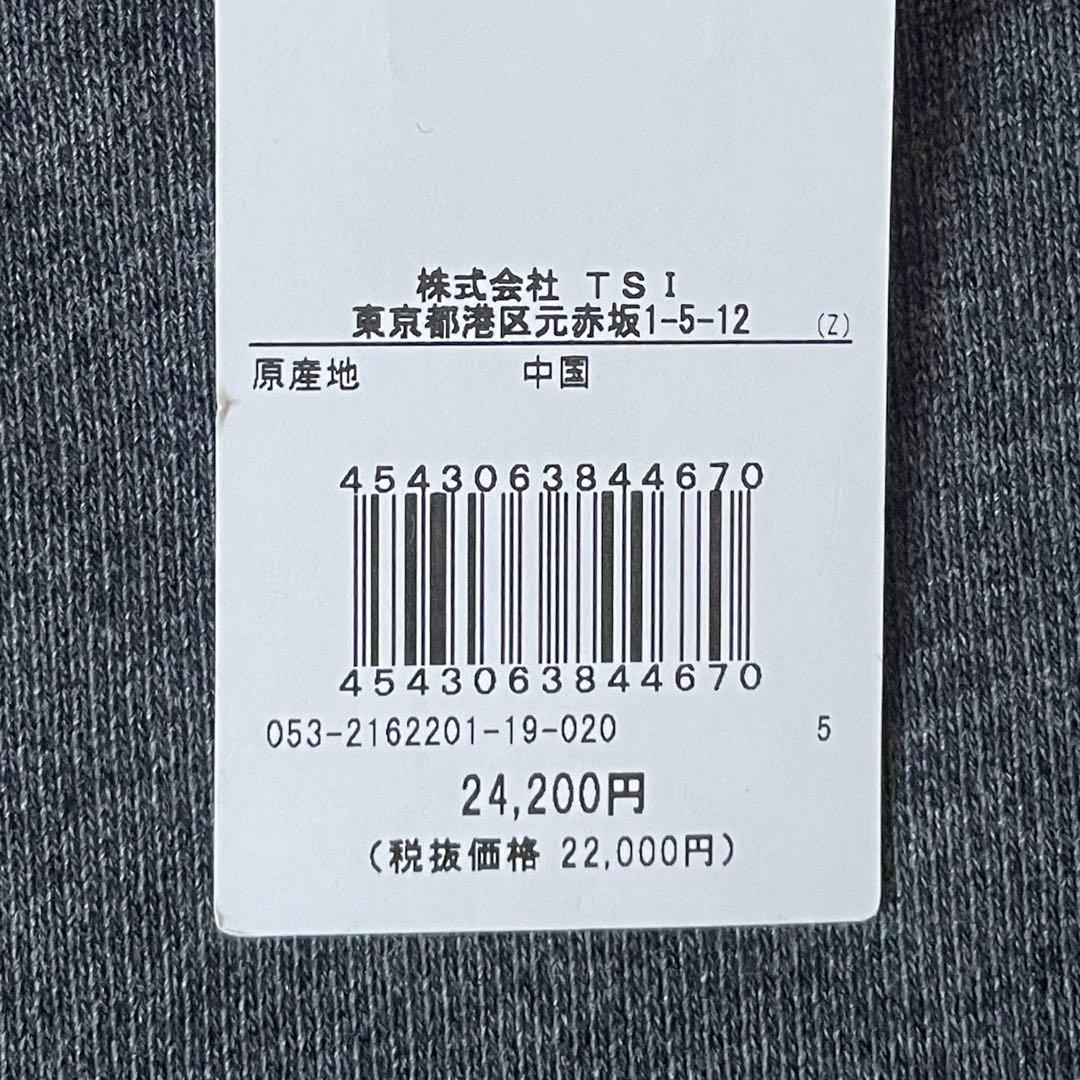 株式会社 TSI
東京都港区元赤坂1-5-12 (Z)
原産地 中国
4543063844670
4543063844670
053-2162201-19-020 5
24,200円
(税抜価格 22,000円)